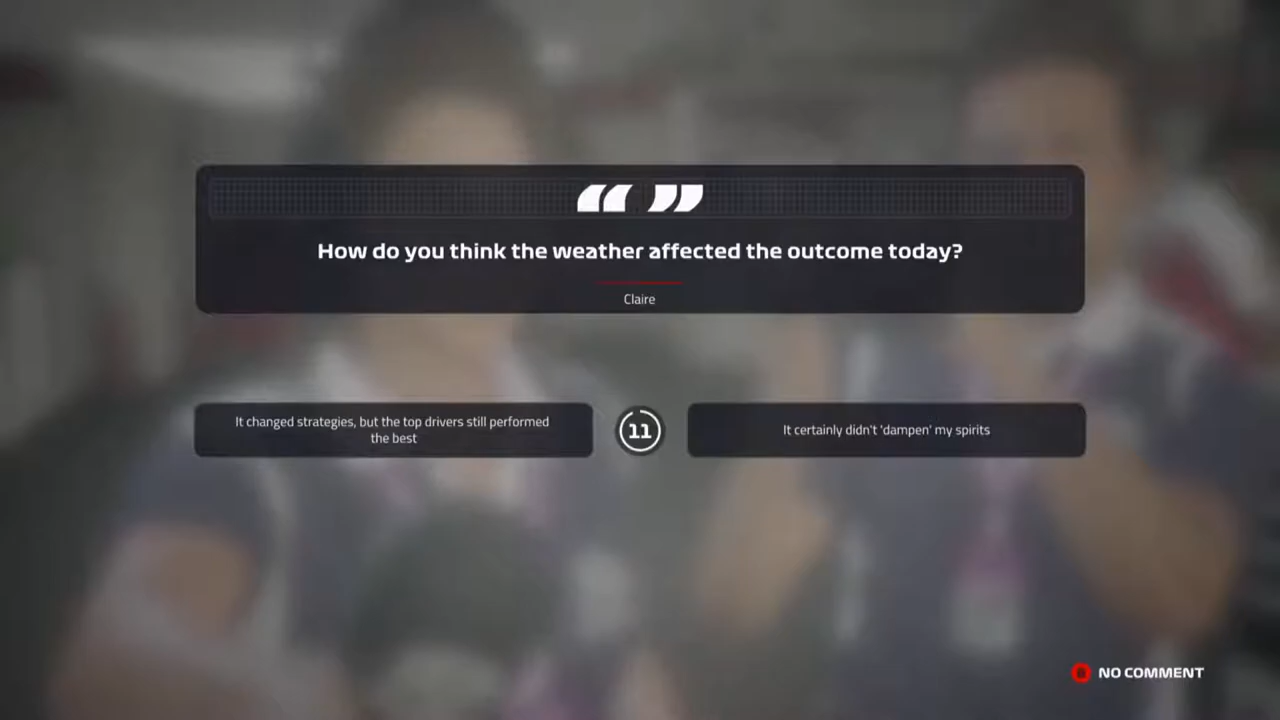 “ ”
How do you think the weather affected the outcome today?
Claire
It changed strategies, but the top drivers still performed
the best
11
It certainly didn't 'dampen' my spirits
NO COMMENT